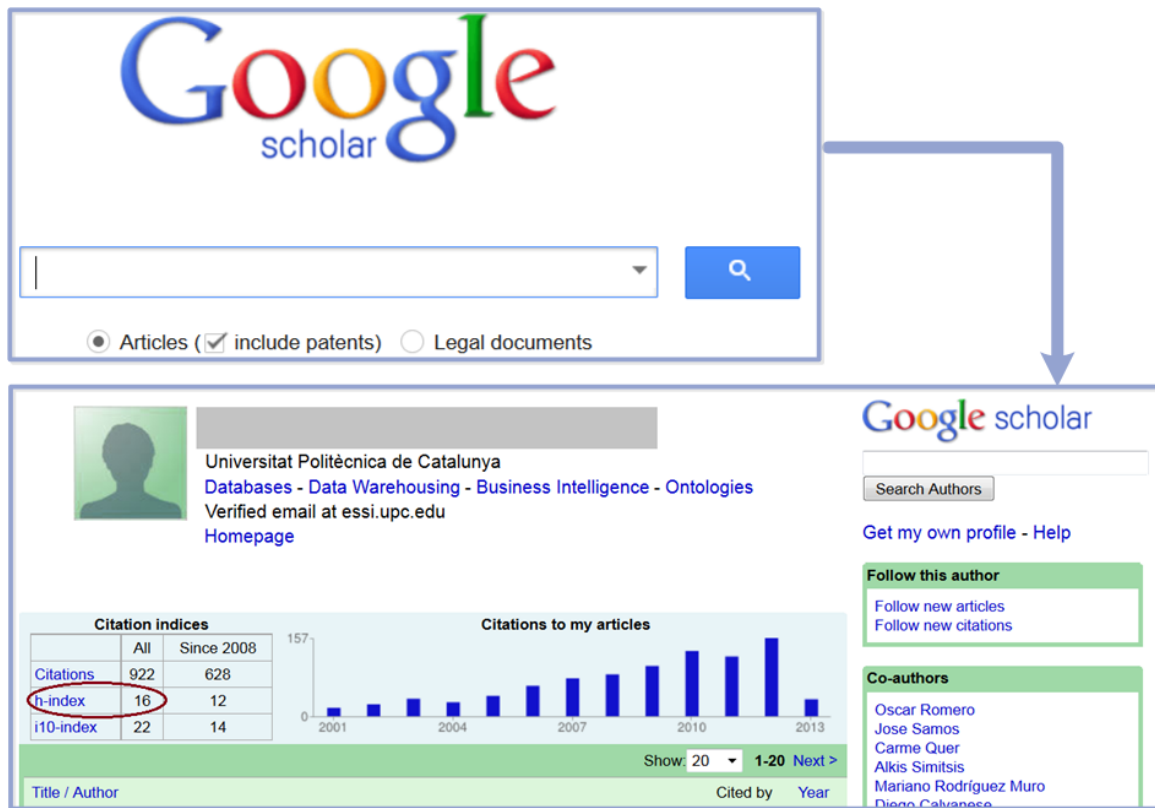 Google
scholar
Articles ( include patents) Legal documents
Universitat Politècnica de Catalunya
Databases - Data Warehousing - Business Intelligence - Ontologies
Verified email at essi.upc.edu
Homepage
Google scholar
Search Authors
Get my own profile - Help
Follow this author
Follow new articles
Follow new citations
Citation indices
All Since 2008
Citations 922 628
h-index 16 12
i10-index 22 14
Citations to my articles
157
0
2001 2004 2007 2010 2013
Co-authors
Oscar Romero
Jose Samos
Carme Quer
Alkis Simitsis
Mariano Rodríguez Muro
Diego Calvanese
Show: 20 1-20 Next >
Title / Author Cited by Year